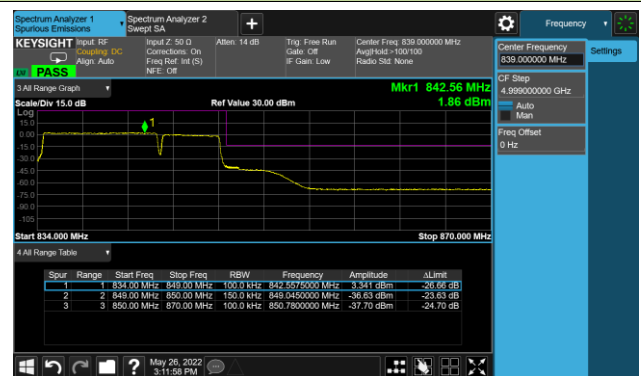 Spectrum Analyzer 1
Spurious Emissions
Spectrum Analyzer 2
Swept SA
+
Frequency
KEYSIGHT
Input: RF
Coupling: DC
Align: Auto
Input Z: 50 Ω
Corrections: On
Freq Ref: Int (S)
NFE: Off
Atten: 14 dB
Trig: Free Run
Gate: Off
IF Gain: Low
Center Freq: 839.000000 MHz
Avg|Hold:>100/100
Radio Std: None
LXI
PASS
Center Frequency
839.000000 MHz
Settings
CF Step
4.999000000 GHz
Auto
Man
Freq Offset
0 Hz
3 All Range Graph
Mkr1 842.56 MHz
Scale/Div 15.0 dB
Ref Value 30.00 dBm
1.86 dBm
Log
15.0
0.00
-15.0
-30.0
-45.0
-60.0
-75.0
-90.0
-105
1
Start 834.000 MHz
Stop 870.000 MHz
4 All Range Table
Spur Range Start Freq Stop Freq RBW Frequency Amplitude ΔLimit
1 1 834.00 MHz 849.00 MHz 100.0 kHz 842.5575000 MHz 3.341 dBm -26.66 dB
2 2 849.00 MHz 850.00 MHz 150.0 kHz 849.0450000 MHz -36.63 dBm -23.63 dB
3 3 850.00 MHz 870.00 MHz 100.0 kHz 850.7800000 MHz -37.70 dBm -24.70 dB
?
May 26, 2022
3:11:58 PM